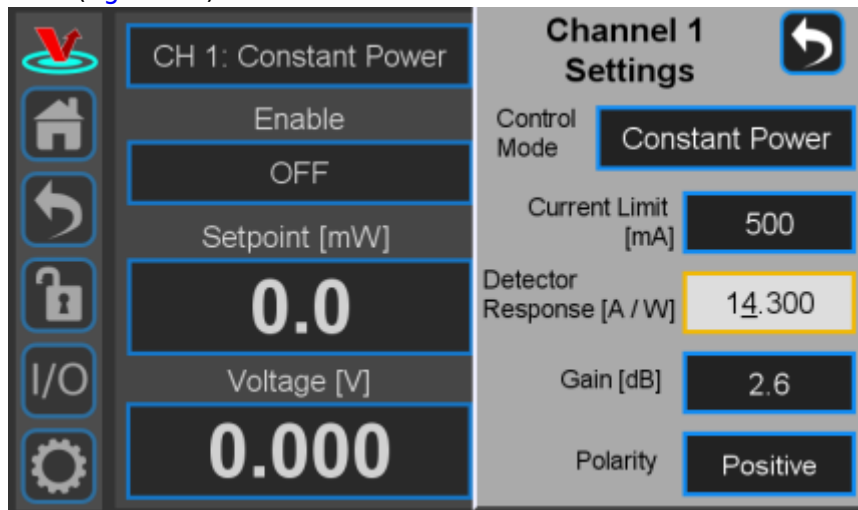 CH 1: Constant Power
Enable
OFF
Setpoint [mW]
0.0
I/O
Voltage [V]
0.000
Channel 1
Settings
Control
Mode
Constant Power
Current Limit
[mA]
500
Detector
Response [A / W]
14.300
Gain [dB]
2.6
Polarity
Positive